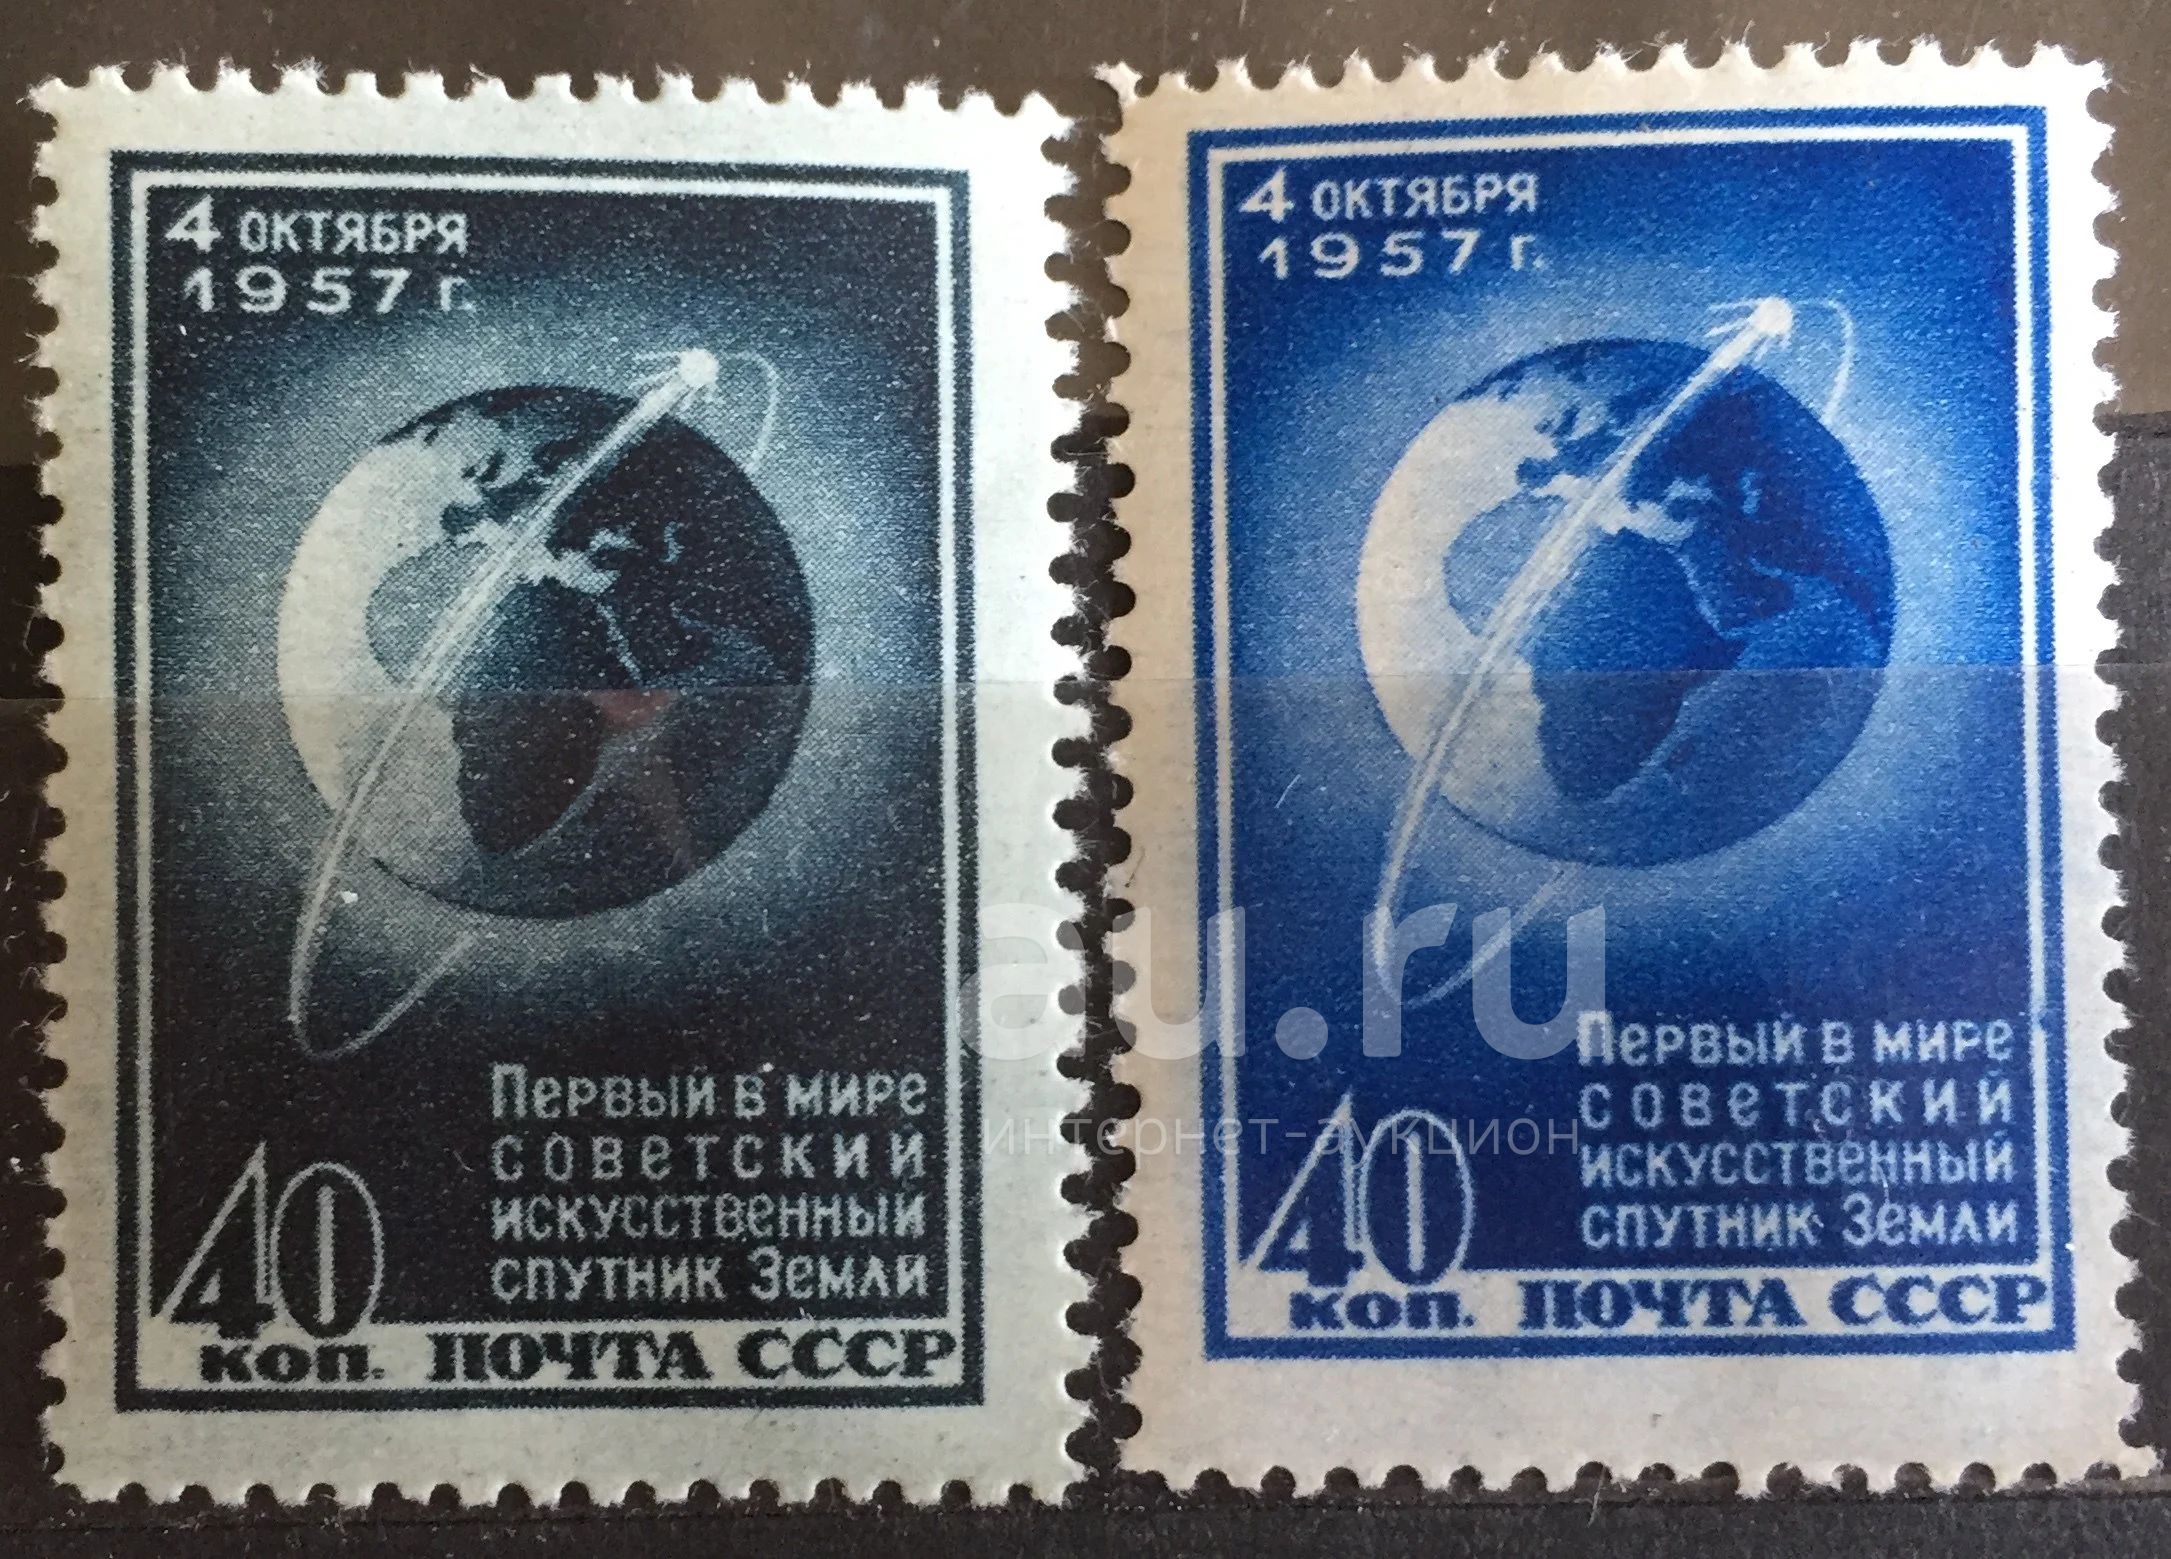 4 ОКТЯБРЯ
1957 г.
Первый в мире
советский
искусственный
спутник Земли
40
коп. ПОЧТА СССР
4 ОКТЯБРЯ
1957 г.
Первый в мире
советский
искусственный
спутник Земли
40
коп. ПОЧТА СССР
au.ru
интернет-аукцион